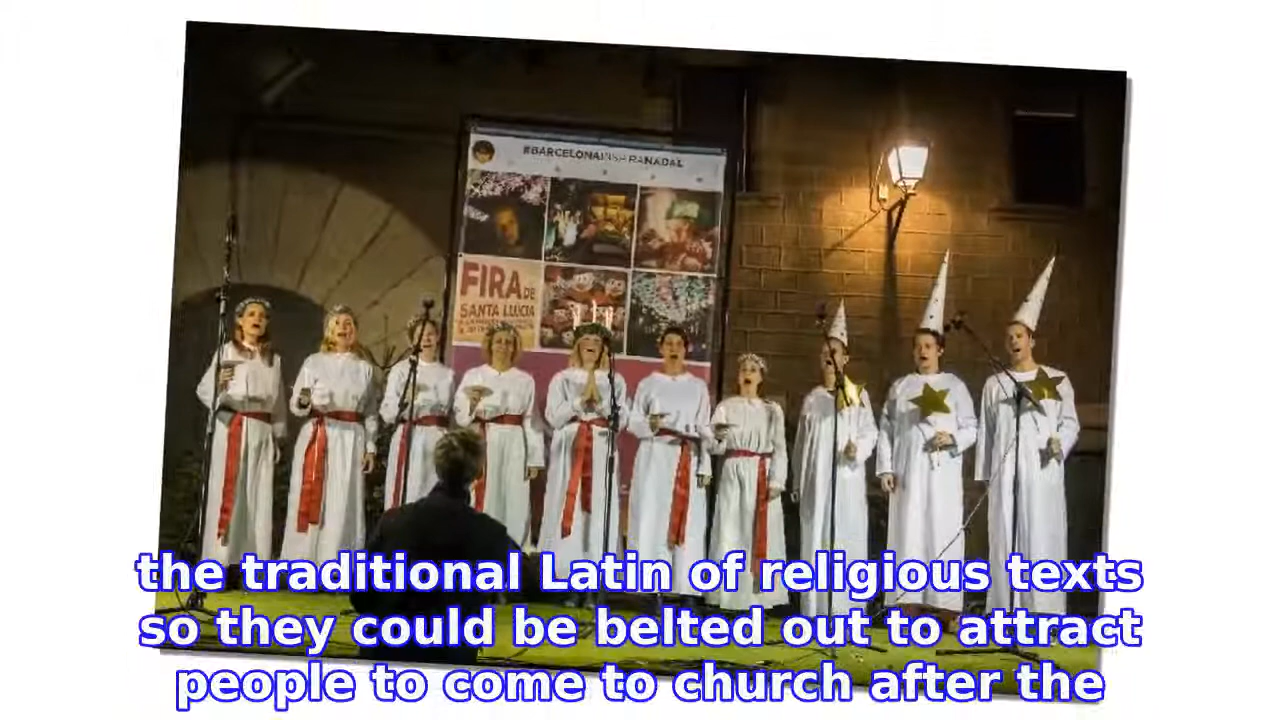 #BARCELONAINSPIRANADAL
FIRA DE
SANTA LLÚCIA
the traditional Latin of religious texts
so they could be belted out to attract
people to come to church after the